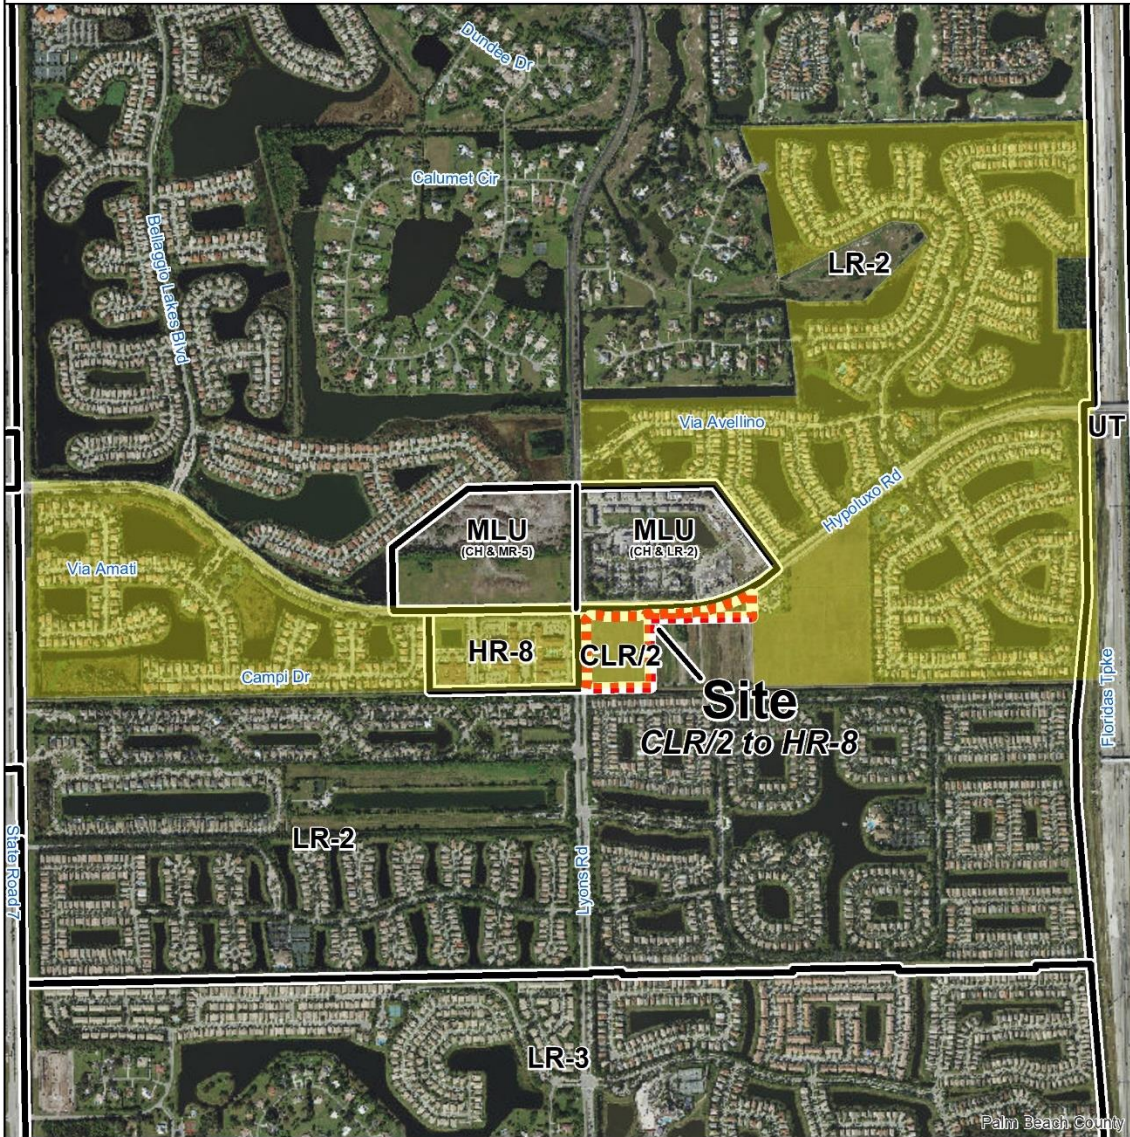 Dundee Dr
Calumet Cir
Bellaggio Lakes Blvd
LR-2
Via Avellino
UT
Hypoluxo Rd
MLU
(CH & MR-5)
MLU
(CH & LR-2)
Via Amati
HR-8
CLR/2
Campi Dr
Site
CLR/2 to HR-8
Floridas Tpke
LR-2
State Road 7
Lyons Rd
LR-3
Palm Beach County